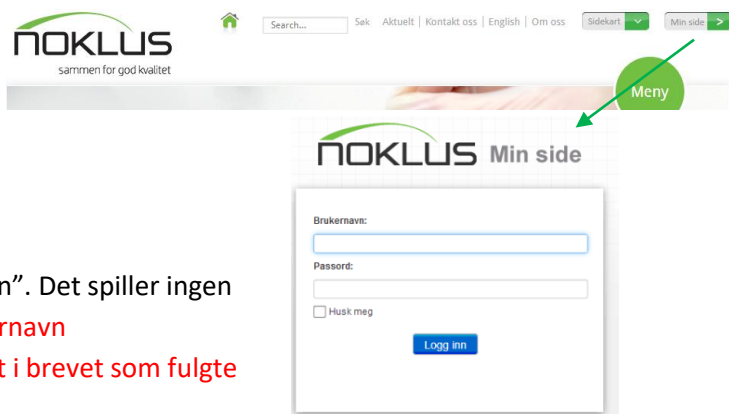 NOKLUS
sammen for god kvalitet
Search... Søk Aktuelt | Kontakt oss | English | Om oss Sidekart Min side >
Meny
NOKLUS Min side
Brukernavn:
Passord:
Husk meg
Logg inn
n”. Det spiller ingen
ernavn
t i brevet som fulgte